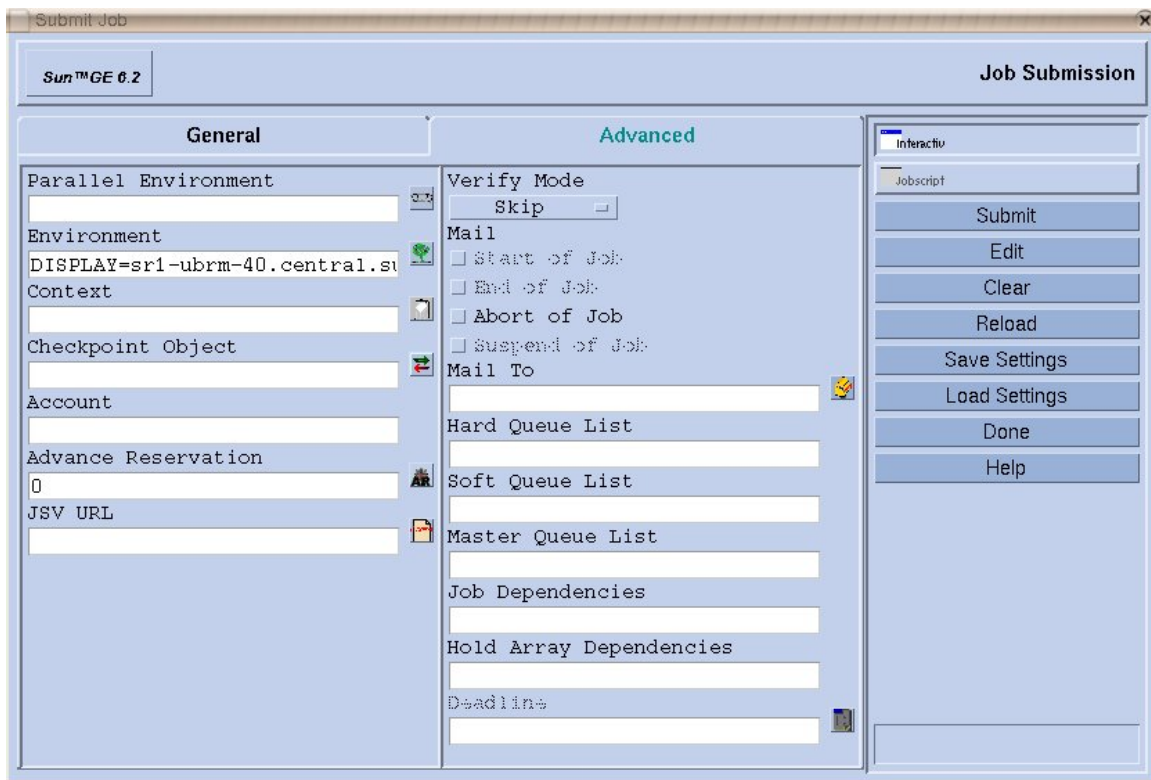 Submit Job
Sun™GE 6.2
Job Submission
General
Advanced
Parallel Environment
Environment
DISPLAY=sr1-ubrm-40.central.su
Context
Checkpoint Object
Account
Advance Reservation
0
AR
JSV URL
Verify Mode
Skip
Mail
Start of Job
End of Job
Abort of Job
Suspend of Job
Mail To
Hard Queue List
Soft Queue List
Master Queue List
Job Dependencies
Hold Array Dependencies
Deadline
Interactiv
Jobscript
Submit
Edit
Clear
Reload
Save Settings
Load Settings
Done
Help